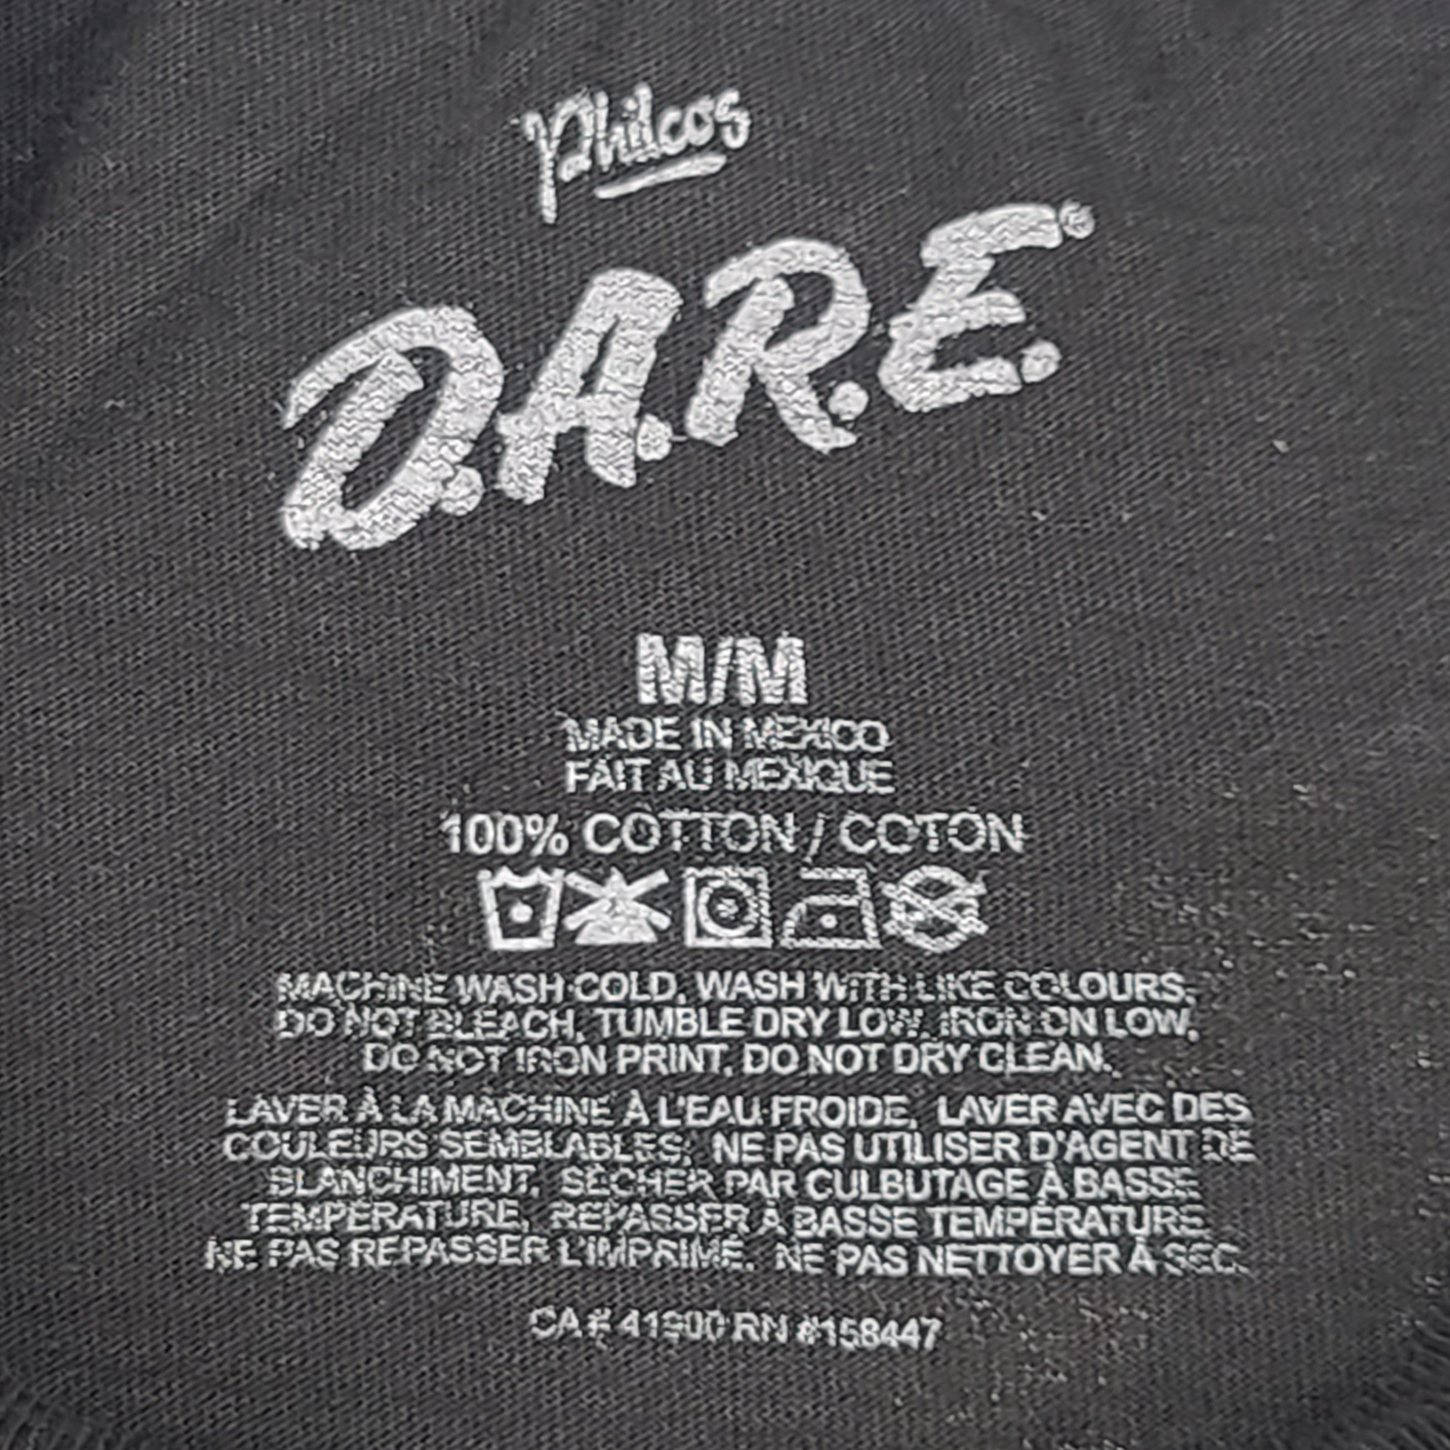 Philcos
D.A.R.E.®
M/M
MADE IN MEXICO
FAIT AU MEXIQUE
100% COTTON / COTON
MACHINE WASH COLD, WASH WITH LIKE COLOURS,
DO NOT BLEACH, TUMBLE DRY LOW, IRON ON LOW,
DO NOT IRON PRINT, DO NOT DRY CLEAN.
LAVER À LA MACHINE À L'EAU FROIDE, LAVER AVEC DES
COULEURS SEMBLABLES, NE PAS UTILISER D'AGENT DE
BLANCHIMENT, SÉCHER PAR CULBUTAGE À BASSE
TEMPÉRATURE, REPASSER À BASSE TEMPÉRATURE
NE PAS REPASSER L'IMPRIMÉ, NE PAS NETTOYER À SEC.
CA # 41900 RN #158447